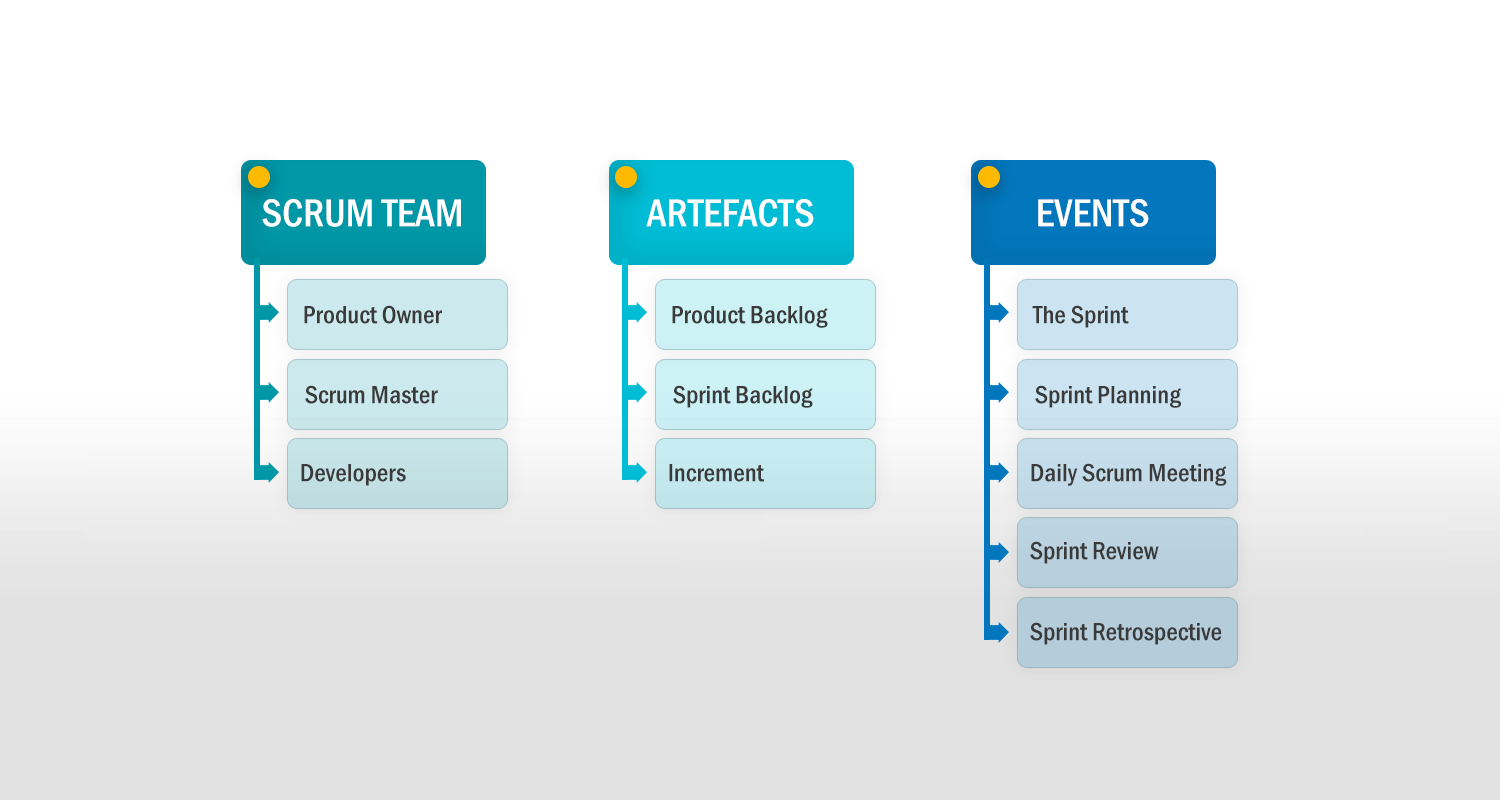 SCRUM TEAM
Product Owner
Scrum Master
Developers
ARTEFACTS
Product Backlog
Sprint Backlog
Increment
EVENTS
The Sprint
Sprint Planning
Daily Scrum Meeting
Sprint Review
Sprint Retrospective